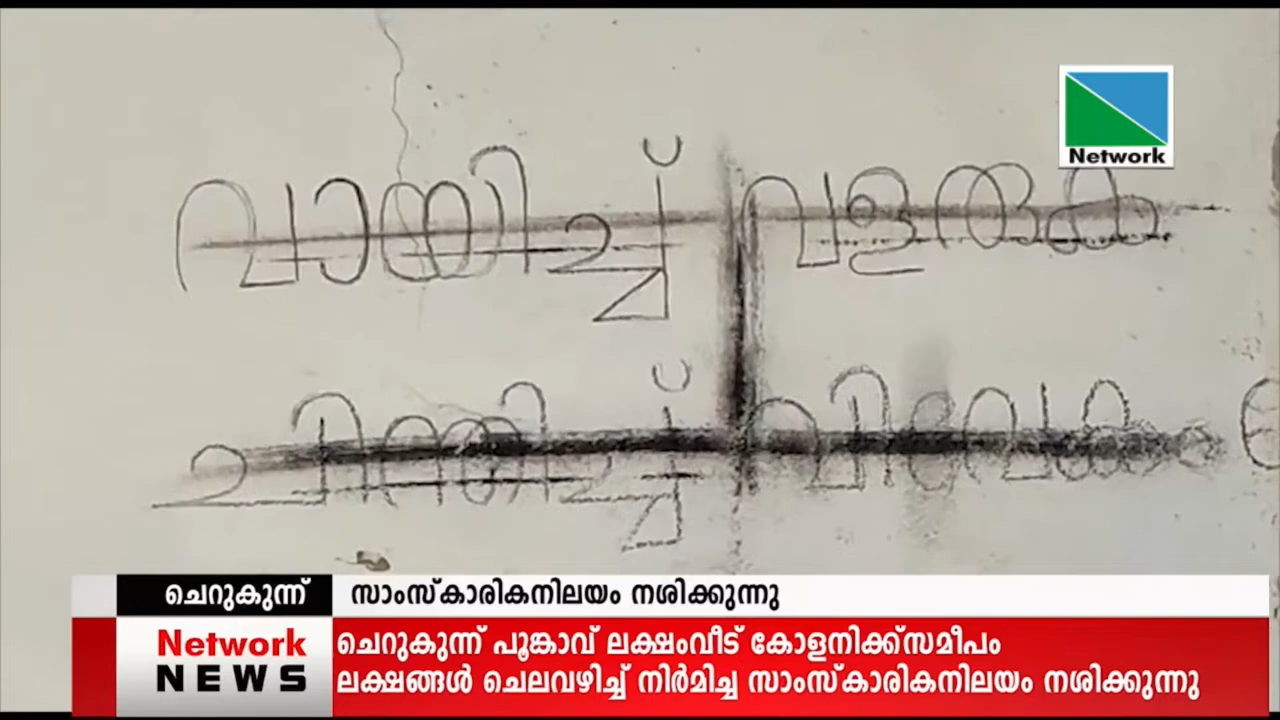 Network
വായിച്ച് വളരുക
ചിന്തിച്ച്
ചെറുകുന്ന് സാംസ്കാരികനിലയം നശിക്കുന്നു
Network NEWS
ചെറുകുന്ന് പൂങ്കാവ് ലക്ഷംവീട് കോളനിക്ക്സമീപം
ലക്ഷങ്ങൾ ചെലവഴിച്ച് നിർമിച്ച സാംസ്കാരികനിലയം നശിക്കുന്നു